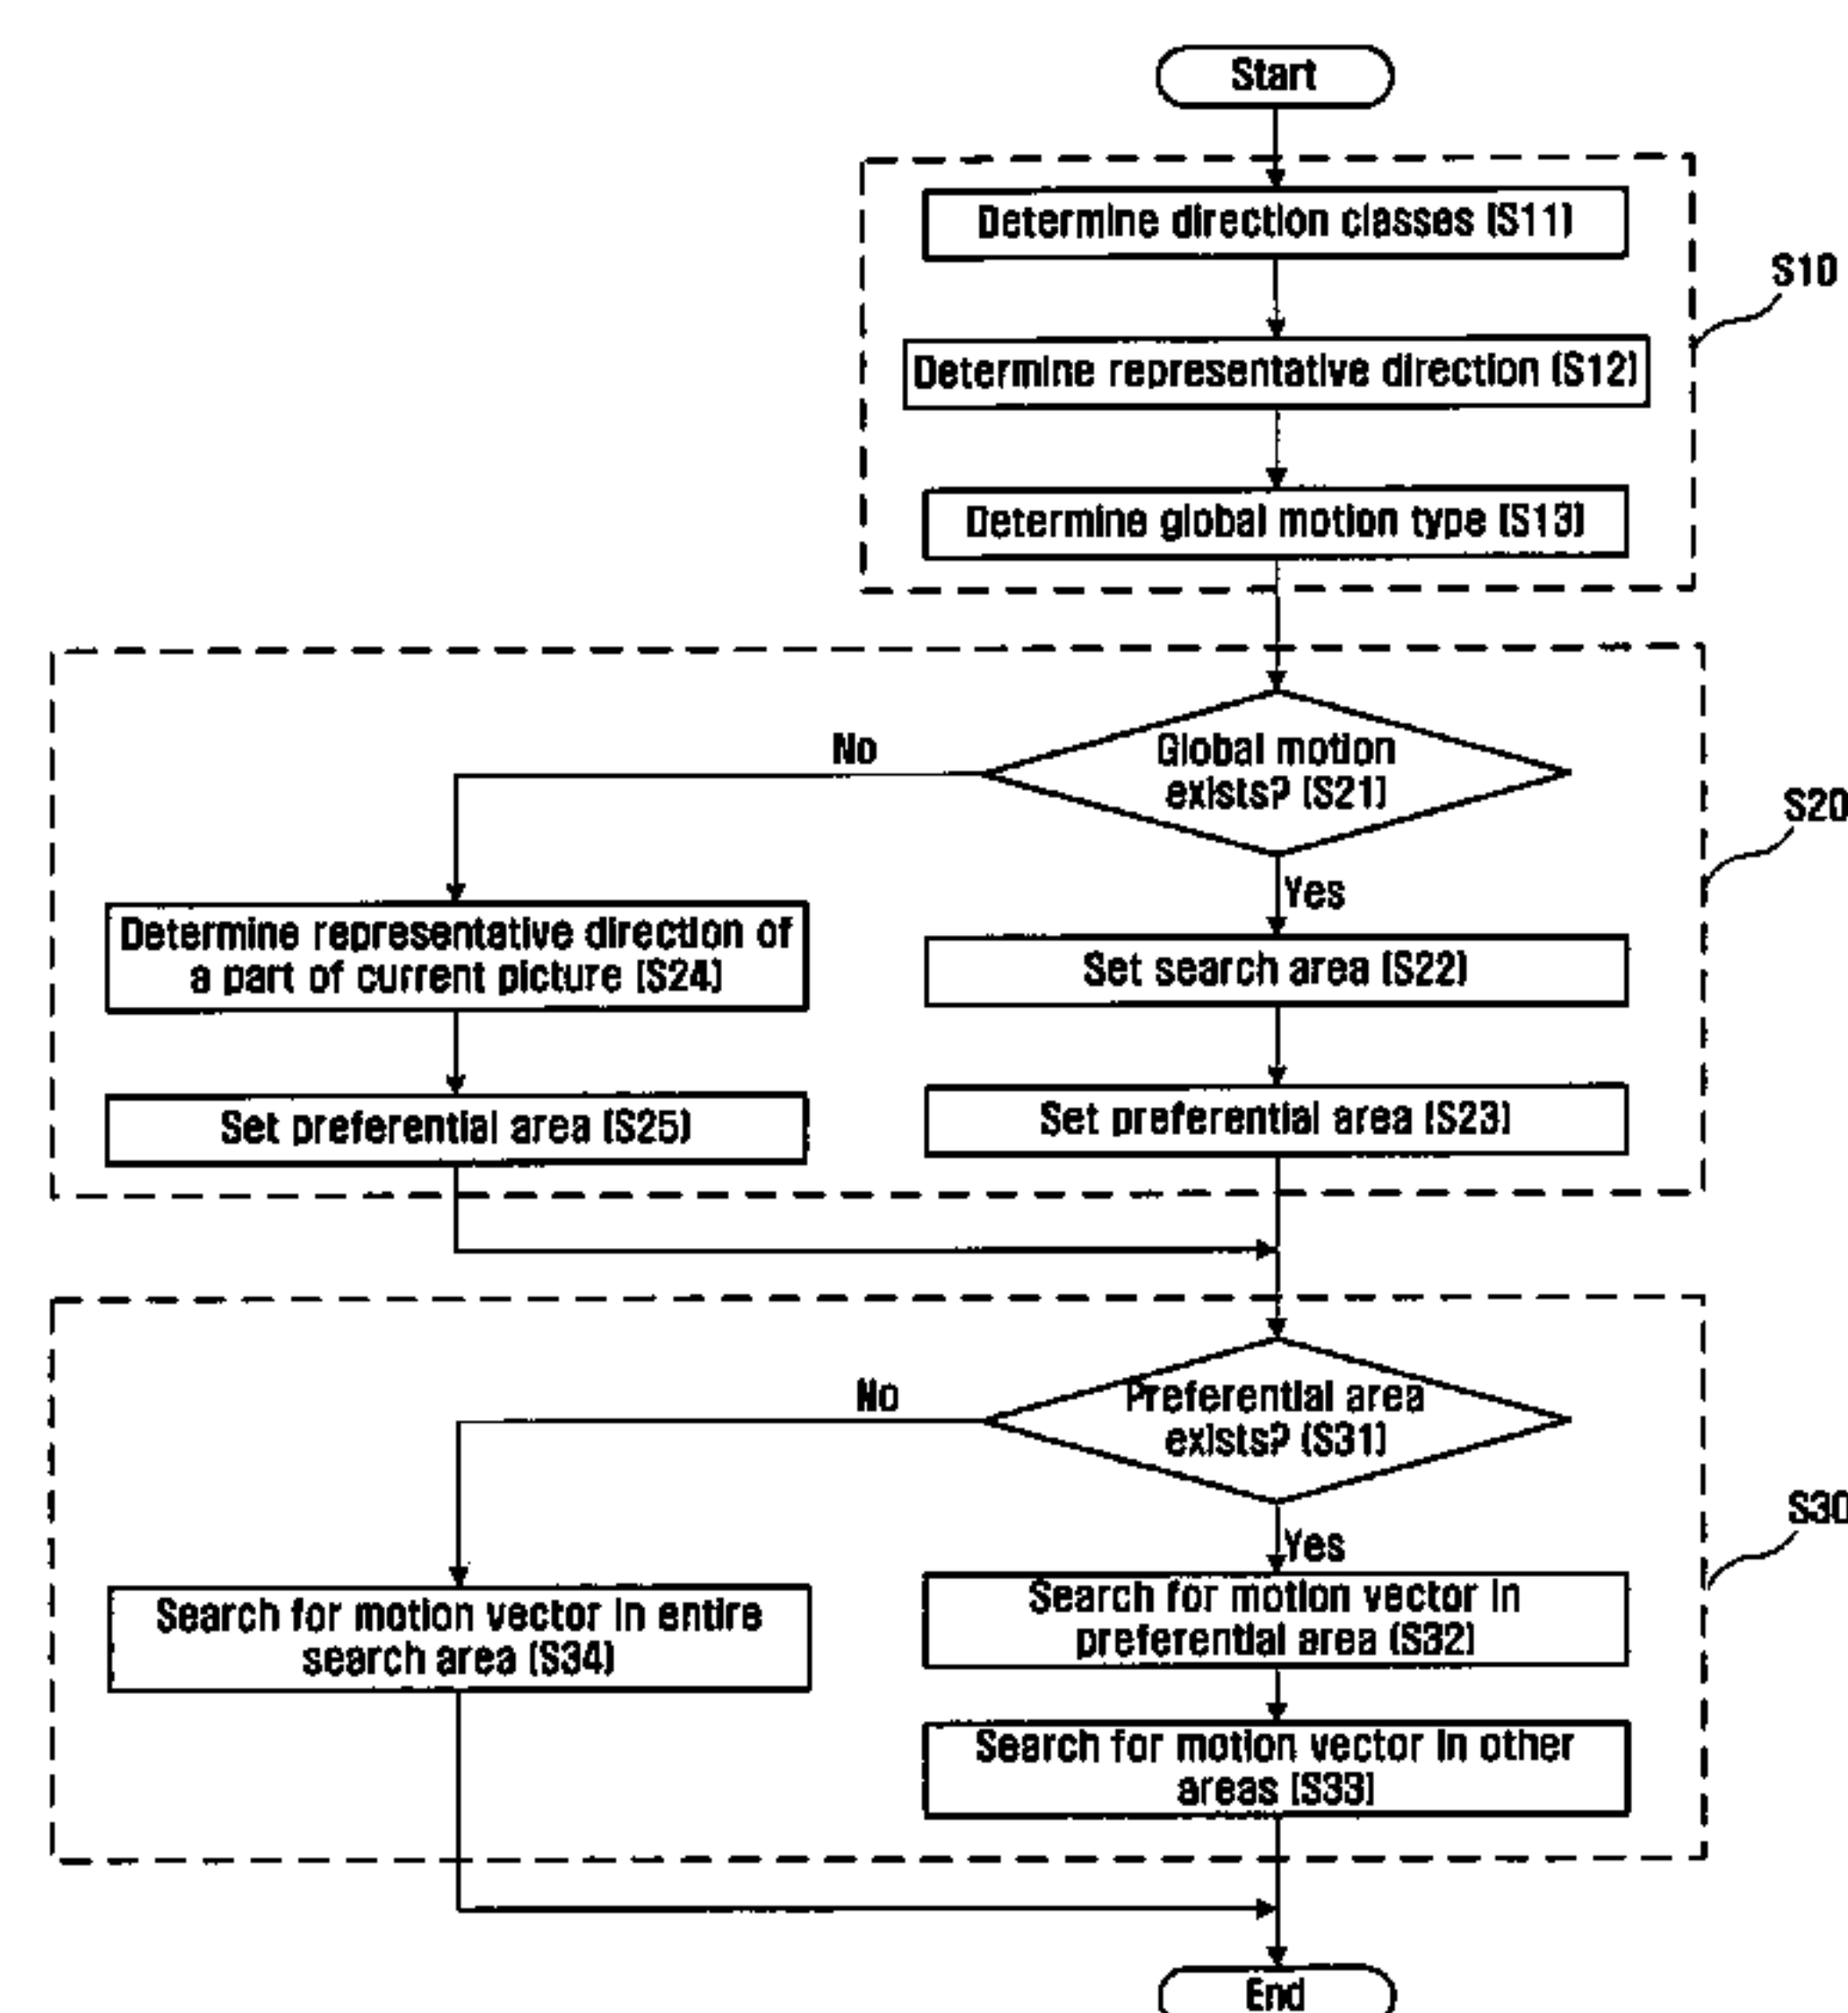 Start
Determine direction classes (S11)
S10
Determine representative direction (S12)
Determine global motion type (S13)
No
Global motion
exists? (S21)
S20
Yes
Determine representative direction of
a part of current picture (S24)
Set search area (S22)
Set preferential area (S25)
Set preferential area (S23)
No
Preferential area
exists? (S31)
S30
Yes
Search for motion vector in entire
search area (S34)
Search for motion vector in
preferential area (S32)
Search for motion vector in other
areas (S33)
End